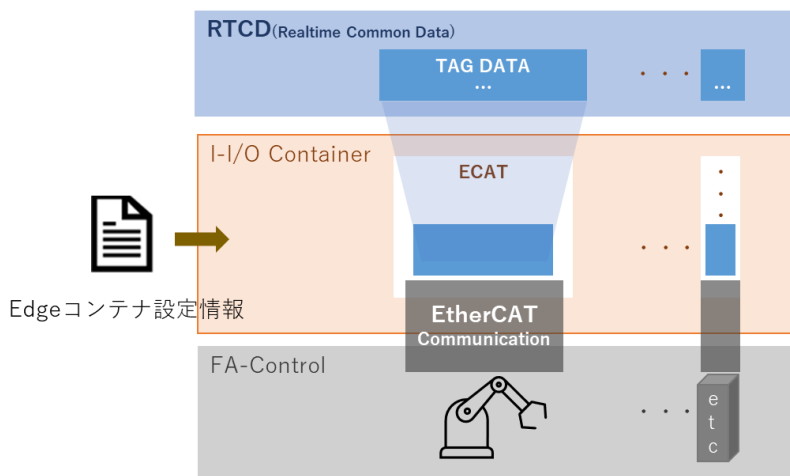 RTCD(Realtime Common Data)
TAG DATA
...
・・・
...
I-I/O Container
ECAT
・
・
・
・・・
Edgeコンテナ設定情報
EtherCAT
Communication
FA-Control
・・・
e
t
c